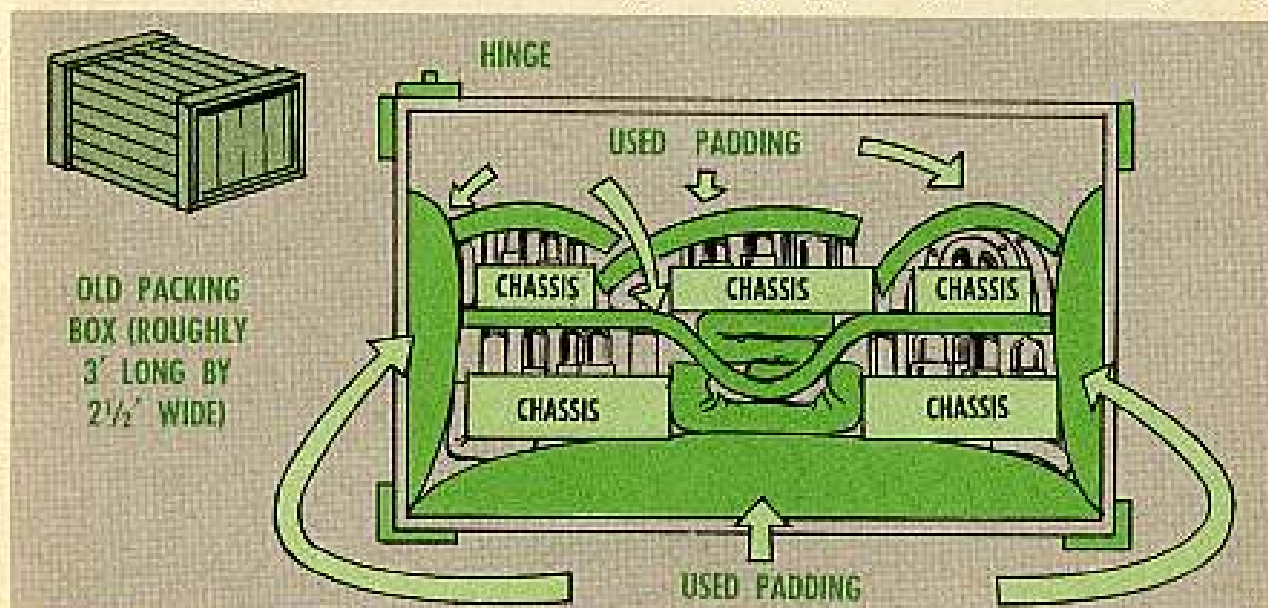 HINGE
USED PADDING
CHASSIS
CHASSIS
CHASSIS
OLD PACKING
BOX (ROUGHLY
3′ LONG BY
2½′ WIDE)
CHASSIS
CHASSIS
USED PADDING